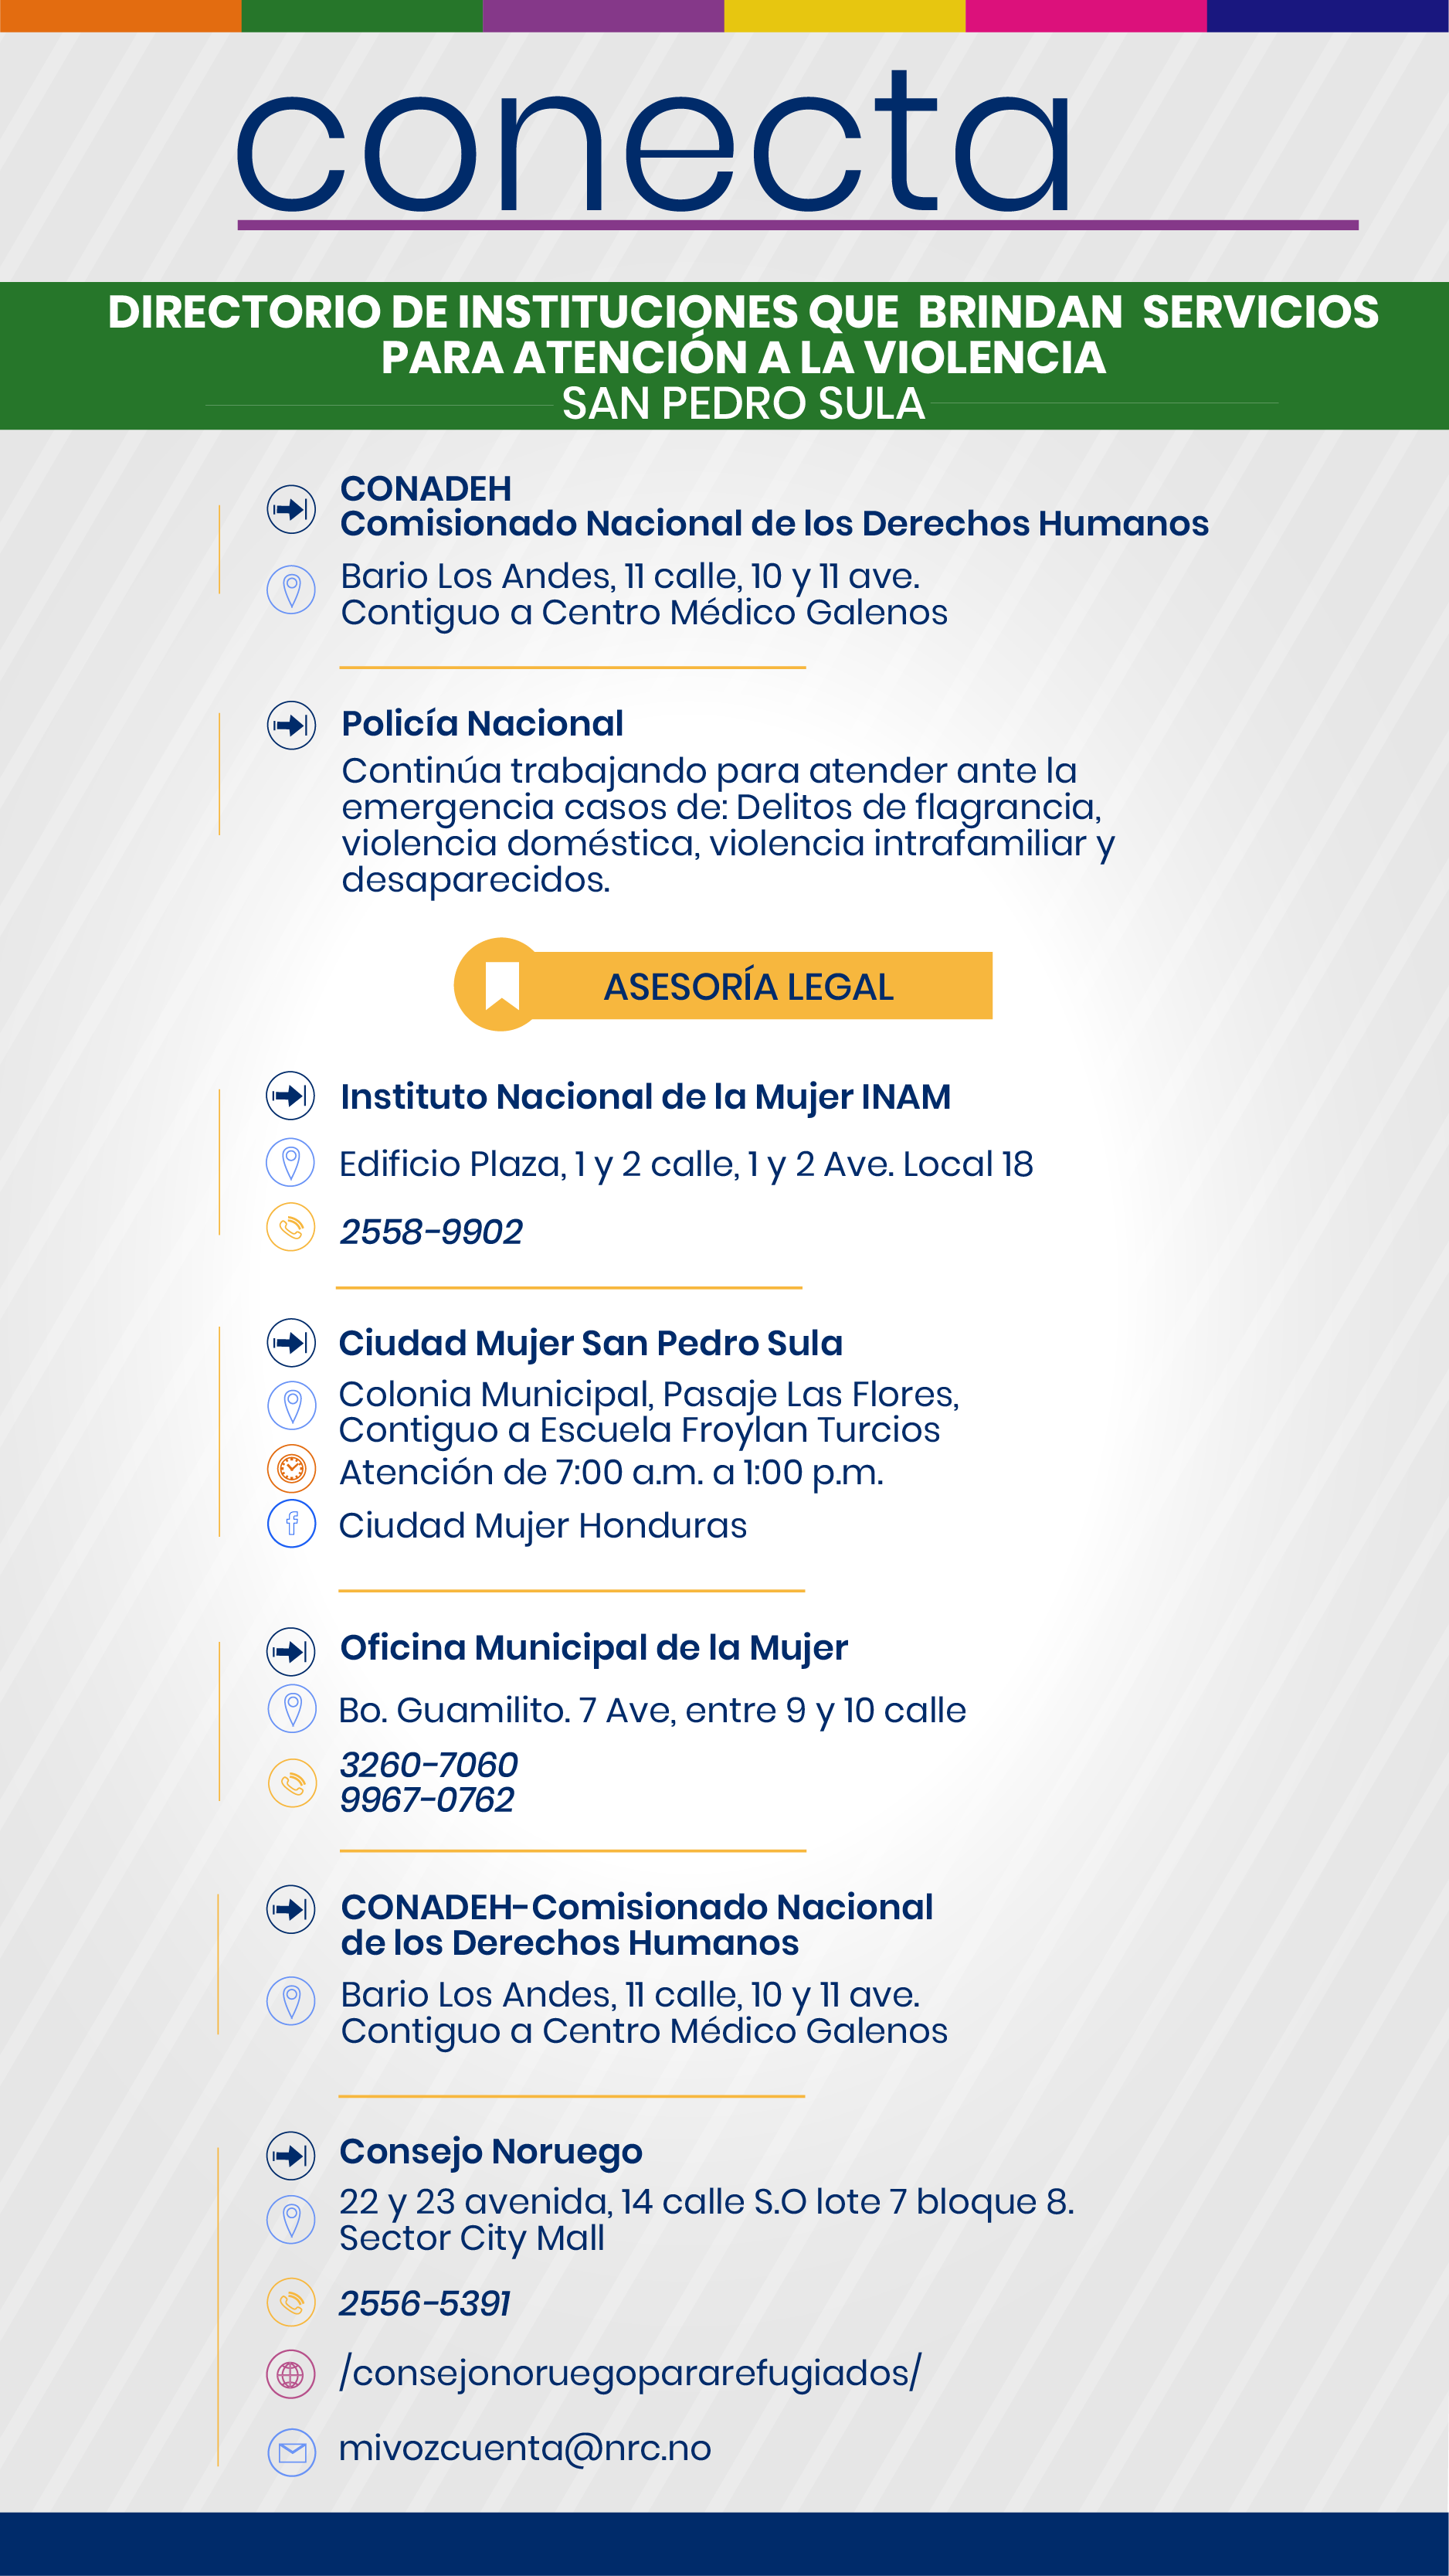 conecta
DIRECTORIO DE INSTITUCIONES QUE BRINDAN SERVICIOS
PARA ATENCIÓN A LA VIOLENCIA
SAN PEDRO SULA
CONADEH
Comisionado Nacional de los Derechos Humanos
Bario Los Andes, 11 calle, 10 y 11 ave.
Contiguo a Centro Médico Galenos
Policía Nacional
Continúa trabajando para atender ante la
emergencia casos de: Delitos de flagrancia,
violencia doméstica, violencia intrafamiliar y
desaparecidos.
ASESORÍA LEGAL
Instituto Nacional de la Mujer INAM
Edificio Plaza, 1 y 2 calle, 1 y 2 Ave. Local 18
2558-9902
Ciudad Mujer San Pedro Sula
Colonia Municipal, Pasaje Las Flores,
Contiguo a Escuela Froylan Turcios
Atención de 7:00 a.m. a 1:00 p.m.
Ciudad Mujer Honduras
Oficina Municipal de la Mujer
Bo. Guamilito. 7 Ave, entre 9 y 10 calle
3260-7060
9967-0762
CONADEH-Comisionado Nacional
de los Derechos Humanos
Bario Los Andes, 11 calle, 10 y 11 ave.
Contiguo a Centro Médico Galenos
Consejo Noruego
22 y 23 avenida, 14 calle S.O lote 7 bloque 8.
Sector City Mall
2556-5391
/consejonoruegopararefugiados/
mivozcuenta@nrc.no